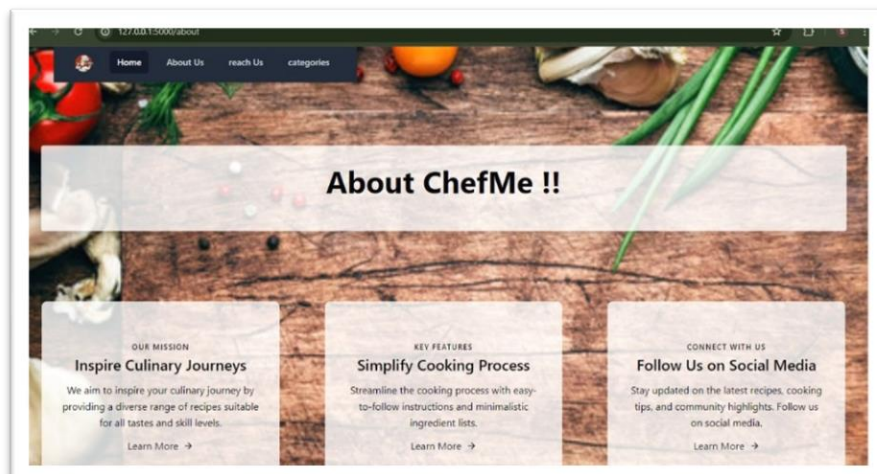 127.0.0.1:5000/about
Home About Us reach Us categories
About ChefMe !!
OUR MISSION
Inspire Culinary Journeys
We aim to inspire your culinary journey by
providing a diverse range of recipes suitable
for all tastes and skill levels.
Learn More →
KEY FEATURES
Simplify Cooking Process
Streamline the cooking process with easy-
to-follow instructions and minimalistic
ingredient lists.
Learn More →
CONNECT WITH US
Follow Us on Social Media
Stay updated on the latest recipes, cooking
tips, and community highlights. Follow us
on social media.
Learn More →